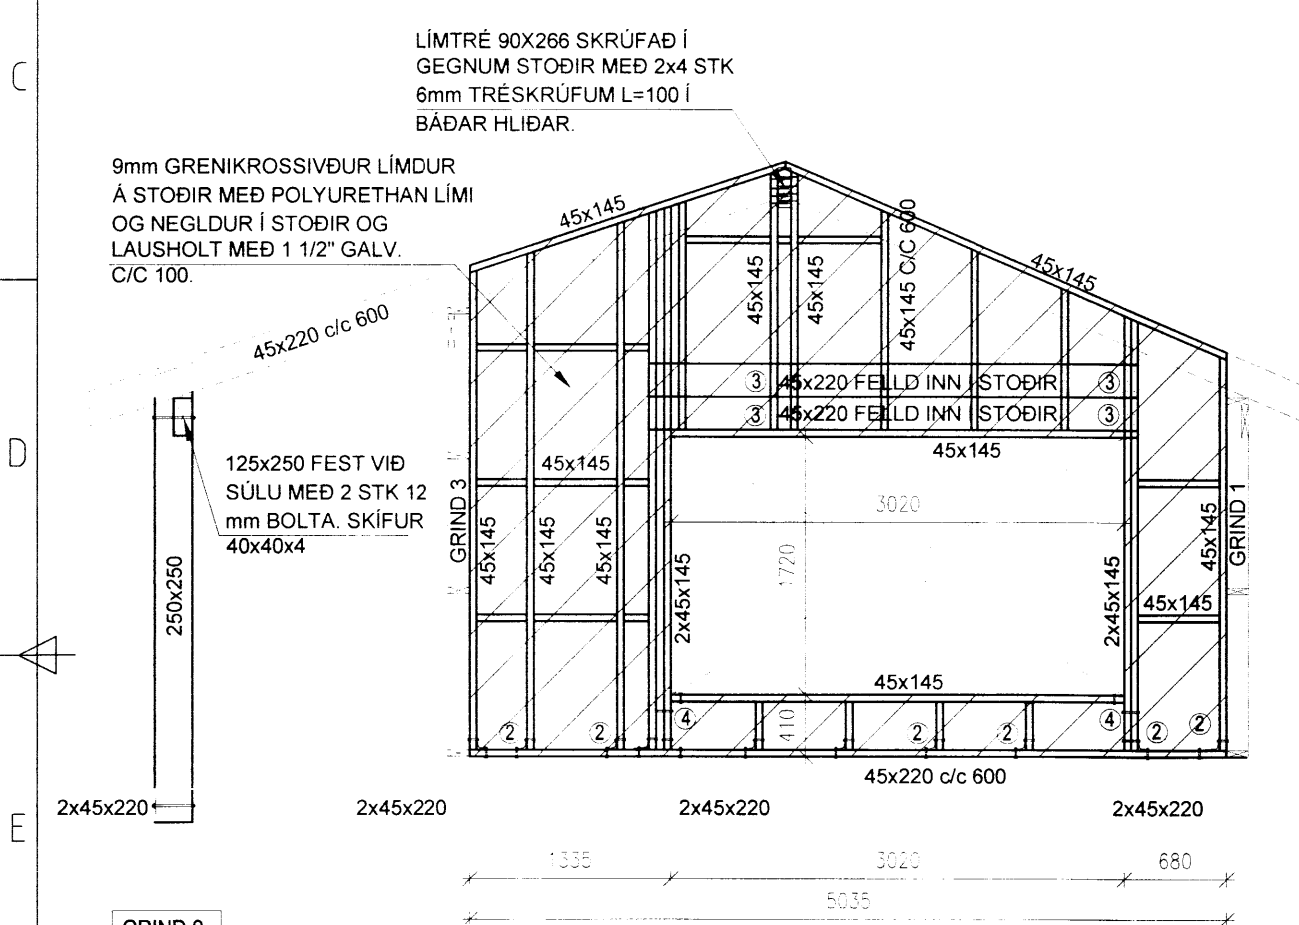 C
LÍMTRÉ 90X266 SKRÚFAÐ Í
GEGNUM STOÐIR MEÐ 2x4 STK
6mm TRÉSKRÚFUM L=100 Í
BÁÐAR HLIÐAR.
9mm GRENIKROSSIVÐUR LÍMDUR
Á STOÐIR MEÐ POLYURETHAN LÍMI
OG NEGLDUR Í STOÐIR OG
LAUSHOLT MEÐ 1 1/2" GALV.
C/C 100.
45x145
45x145
45x145
45x145
45x145 C/C 600
45x220 c/c 600
3 45x220 FELLD INN Í STOÐIR 3
3 45x220 FELLD INN Í STOÐIR 3
45x145
D
125x250 FEST VIÐ
SÚLU MEÐ 2 STK 12
mm BOLTA. SKÍFUR
40x40x4
250x250
GRIND 3
45x145
45x145
45x145
45x145
2x45x145
3020
1720
2x45x145
45x145
45x145
GRIND 1
45x145
410
2
2
4
2
2
4
2
2
45x220 c/c 600
2x45x220
2x45x220
2x45x220
2x45x220
E
1335
3020
680
5035